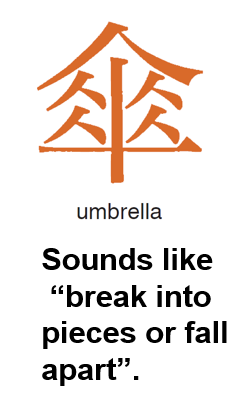 傘
umbrella
Sounds like
“break into
pieces or fall
apart”.